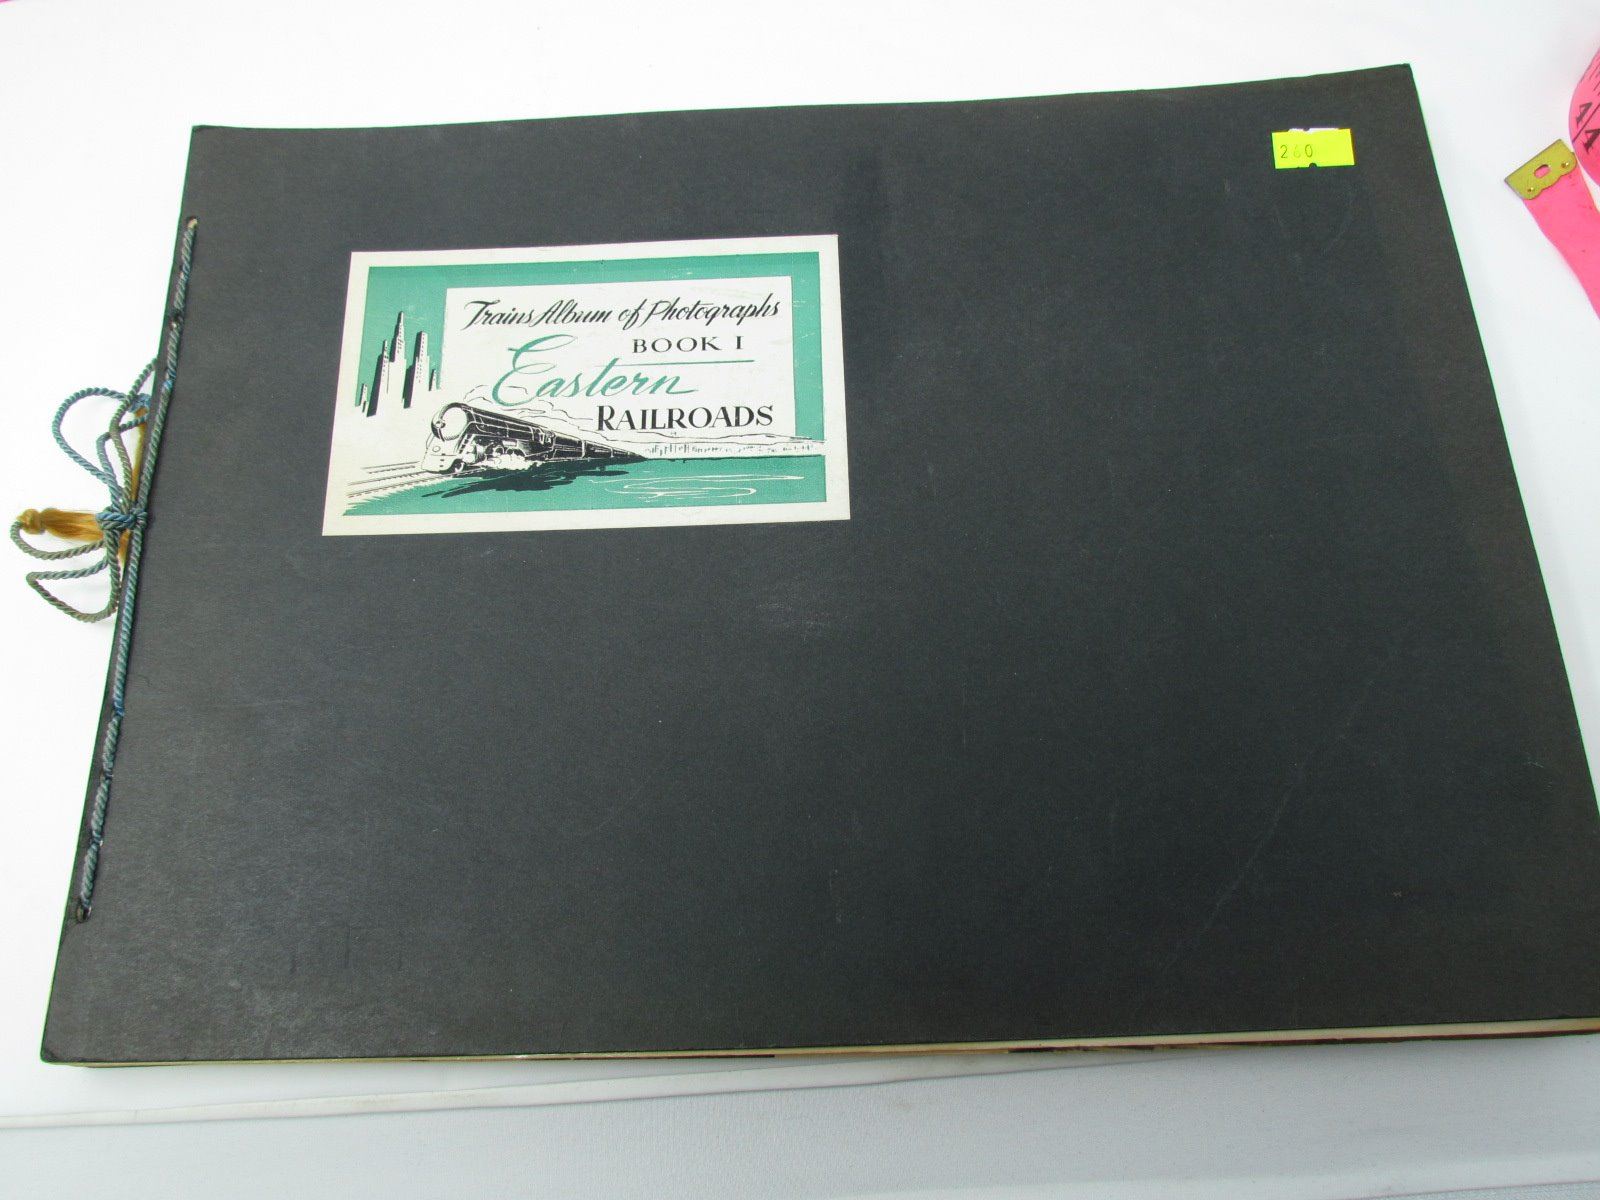 260
Trains Album of Photographs
BOOK I
Eastern
RAILROADS